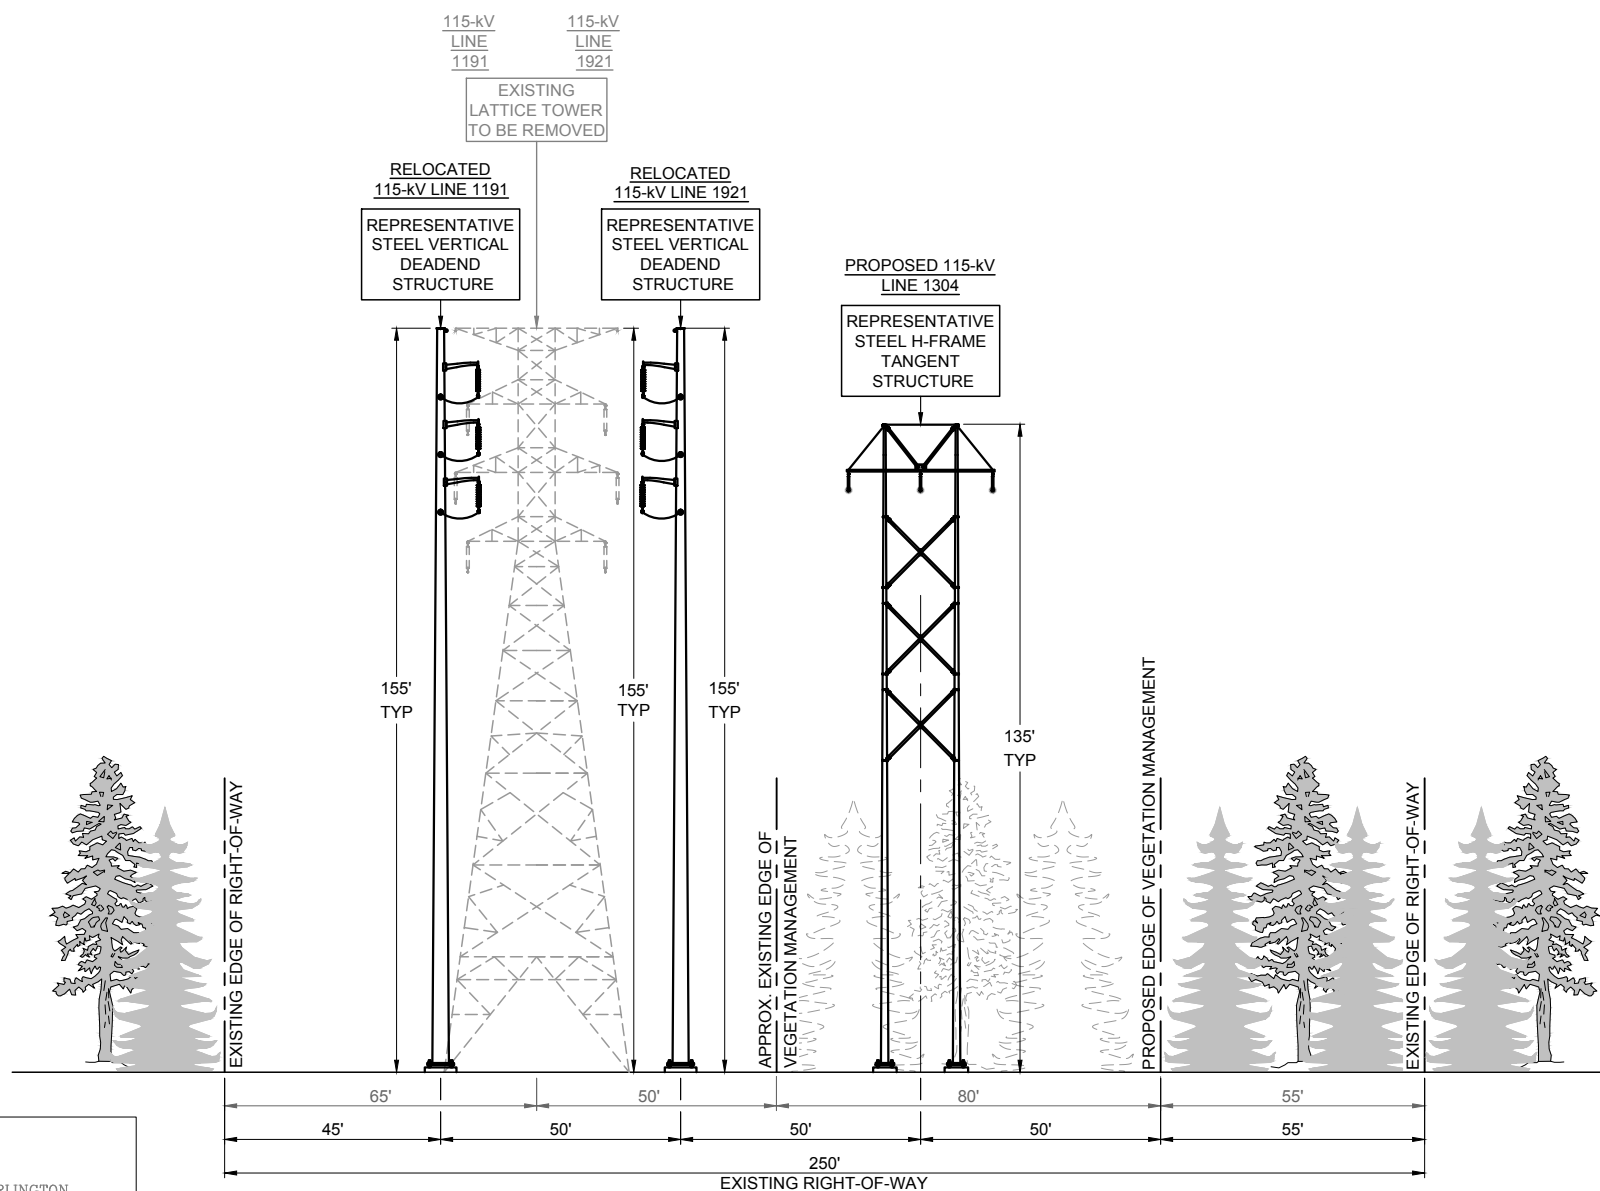 115-kV
LINE
1191
115-kV
LINE
1921
EXISTING
LATTICE TOWER
TO BE REMOVED
RELOCATED
115-kV LINE 1191
REPRESENTATIVE
STEEL VERTICAL
DEADEND
STRUCTURE
RELOCATED
115-kV LINE 1921
REPRESENTATIVE
STEEL VERTICAL
DEADEND
STRUCTURE
PROPOSED 115-kV
LINE 1304
REPRESENTATIVE
STEEL H-FRAME
TANGENT
STRUCTURE
155'
TYP
155'
TYP
155'
TYP
135'
TYP
EXISTING EDGE OF RIGHT-OF-WAY
APPROX. EXISTING EDGE OF
VEGETATION MANAGEMENT
PROPOSED EDGE OF VEGETATION MANAGEMENT
EXISTING EDGE OF RIGHT-OF-WAY
65' 50' 80' 55'
45' 50' 50' 50' 55'
250'
EXISTING RIGHT-OF-WAY